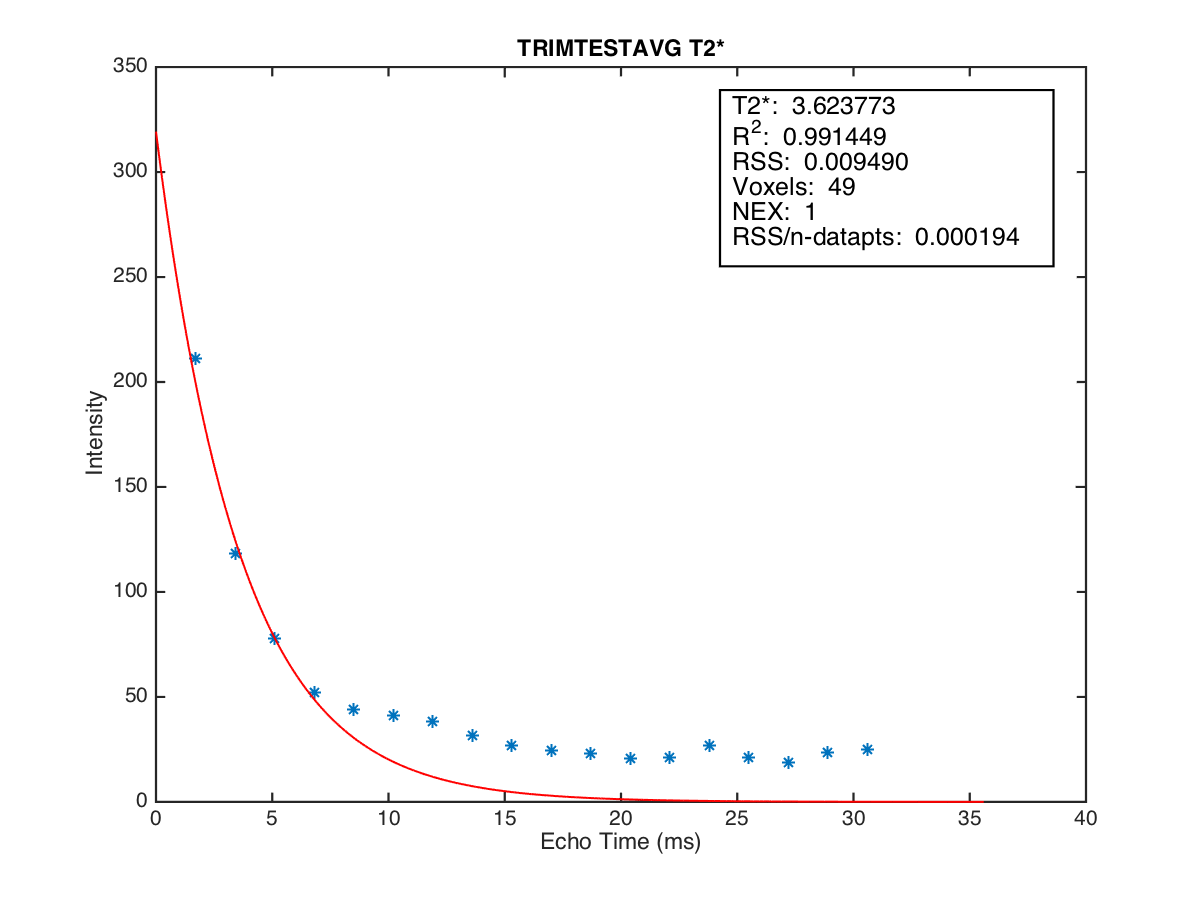 TRIMTESTAVG T2*
350
300
250
200
150
100
50
0
Intensity
T2*: 3.623773
R²: 0.991449
RSS: 0.009490
Voxels: 49
NEX: 1
RSS/n-datapts: 0.000194
0 5 10 15 20 25 30 35 40
Echo Time (ms)